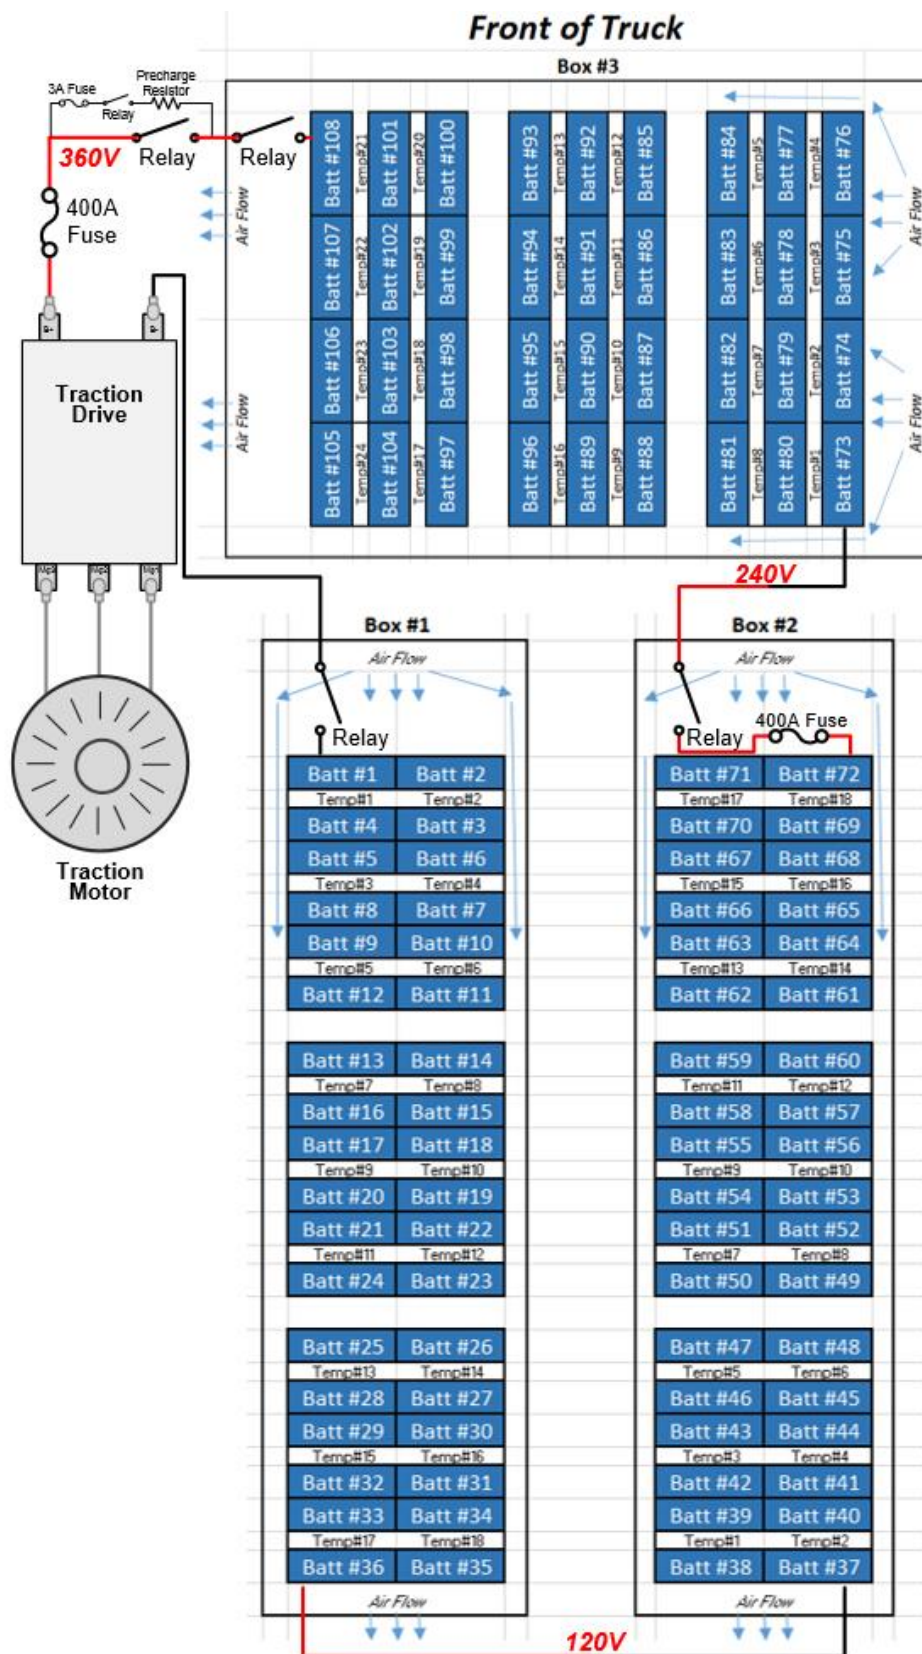 Front of Truck
Box #3
3A Fuse
Relay
Precharge
Resistor
360V
Relay
Relay
400A
Fuse
Air Flow
Air Flow
Batt #108
Temp#21
Batt #101
Temp#20
Batt #100
Batt #93
Temp#13
Batt #92
Temp#12
Batt #85
Batt #84
Temp#5
Batt #77
Temp#4
Batt #76
Batt #107
Temp#22
Batt #102
Temp#19
Batt #99
Batt #94
Temp#14
Batt #91
Temp#11
Batt #86
Batt #83
Temp#6
Batt #78
Temp#3
Batt #75
Traction
Drive
Batt #106
Temp#23
Batt #103
Temp#18
Batt #98
Batt #95
Temp#15
Batt #90
Temp#10
Batt #87
Batt #82
Temp#7
Batt #79
Temp#2
Batt #74
Air Flow
Air Flow
Batt #105
Temp#24
Batt #104
Temp#17
Batt #97
Batt #96
Temp#16
Batt #89
Temp#9
Batt #88
Batt #81
Temp#8
Batt #80
Temp#1
Batt #73
240V
Traction
Motor
Box #1
Air Flow
Relay
Batt #1 Batt #2
Temp#1 Temp#2
Batt #4 Batt #3
Batt #5 Batt #6
Temp#3 Temp#4
Batt #8 Batt #7
Batt #9 Batt #10
Temp#5 Temp#6
Batt #12 Batt #11
Batt #13 Batt #14
Temp#7 Temp#8
Batt #16 Batt #15
Batt #17 Batt #18
Temp#9 Temp#10
Batt #20 Batt #19
Batt #21 Batt #22
Temp#11 Temp#12
Batt #24 Batt #23
Batt #25 Batt #26
Temp#13 Temp#14
Batt #28 Batt #27
Batt #29 Batt #30
Temp#15 Temp#16
Batt #32 Batt #31
Batt #33 Batt #34
Temp#17 Temp#18
Batt #36 Batt #35
Air Flow
Box #2
Air Flow
Relay
400A Fuse
Batt #71 Batt #72
Temp#17 Temp#18
Batt #70 Batt #69
Batt #67 Batt #68
Temp#15 Temp#16
Batt #66 Batt #65
Batt #63 Batt #64
Temp#13 Temp#14
Batt #62 Batt #61
Batt #59 Batt #60
Temp#11 Temp#12
Batt #58 Batt #57
Batt #55 Batt #56
Temp#9 Temp#10
Batt #54 Batt #53
Batt #51 Batt #52
Temp#7 Temp#8
Batt #50 Batt #49
Batt #47 Batt #48
Temp#5 Temp#6
Batt #46 Batt #45
Batt #43 Batt #44
Temp#3 Temp#4
Batt #42 Batt #41
Batt #39 Batt #40
Temp#1 Temp#2
Batt #38 Batt #37
Air Flow
120V